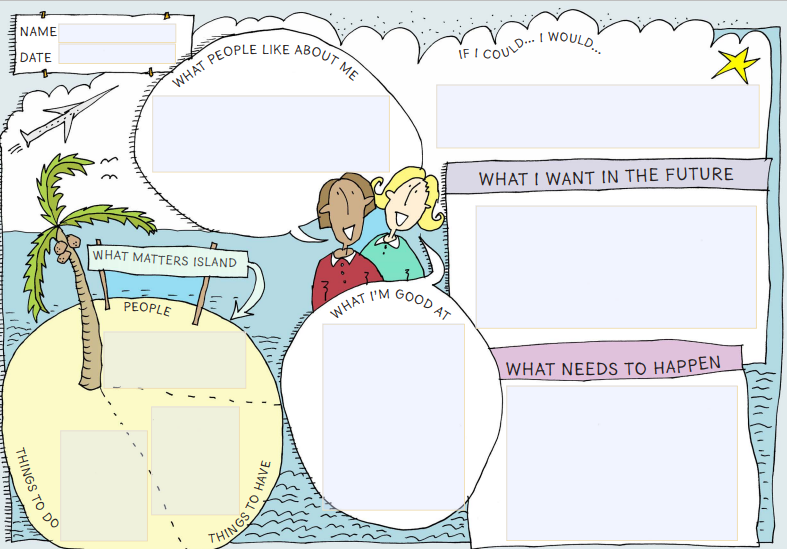 NAME
DATE
WHAT PEOPLE LIKE ABOUT ME
IF I COULD... I WOULD...
WHAT I WANT IN THE FUTURE
WHAT MATTERS ISLAND
PEOPLE
WHAT I'M GOOD AT
WHAT NEEDS TO HAPPEN
THINGS TO DO
THINGS TO HAVE